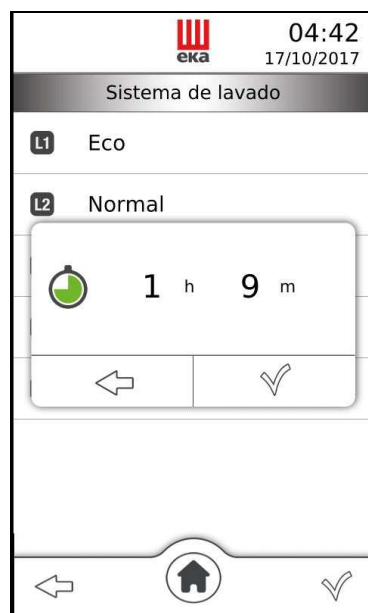 eka
04:42
17/10/2017
Sistema de lavado
L1 Eco
L2 Normal
1 h 9 m